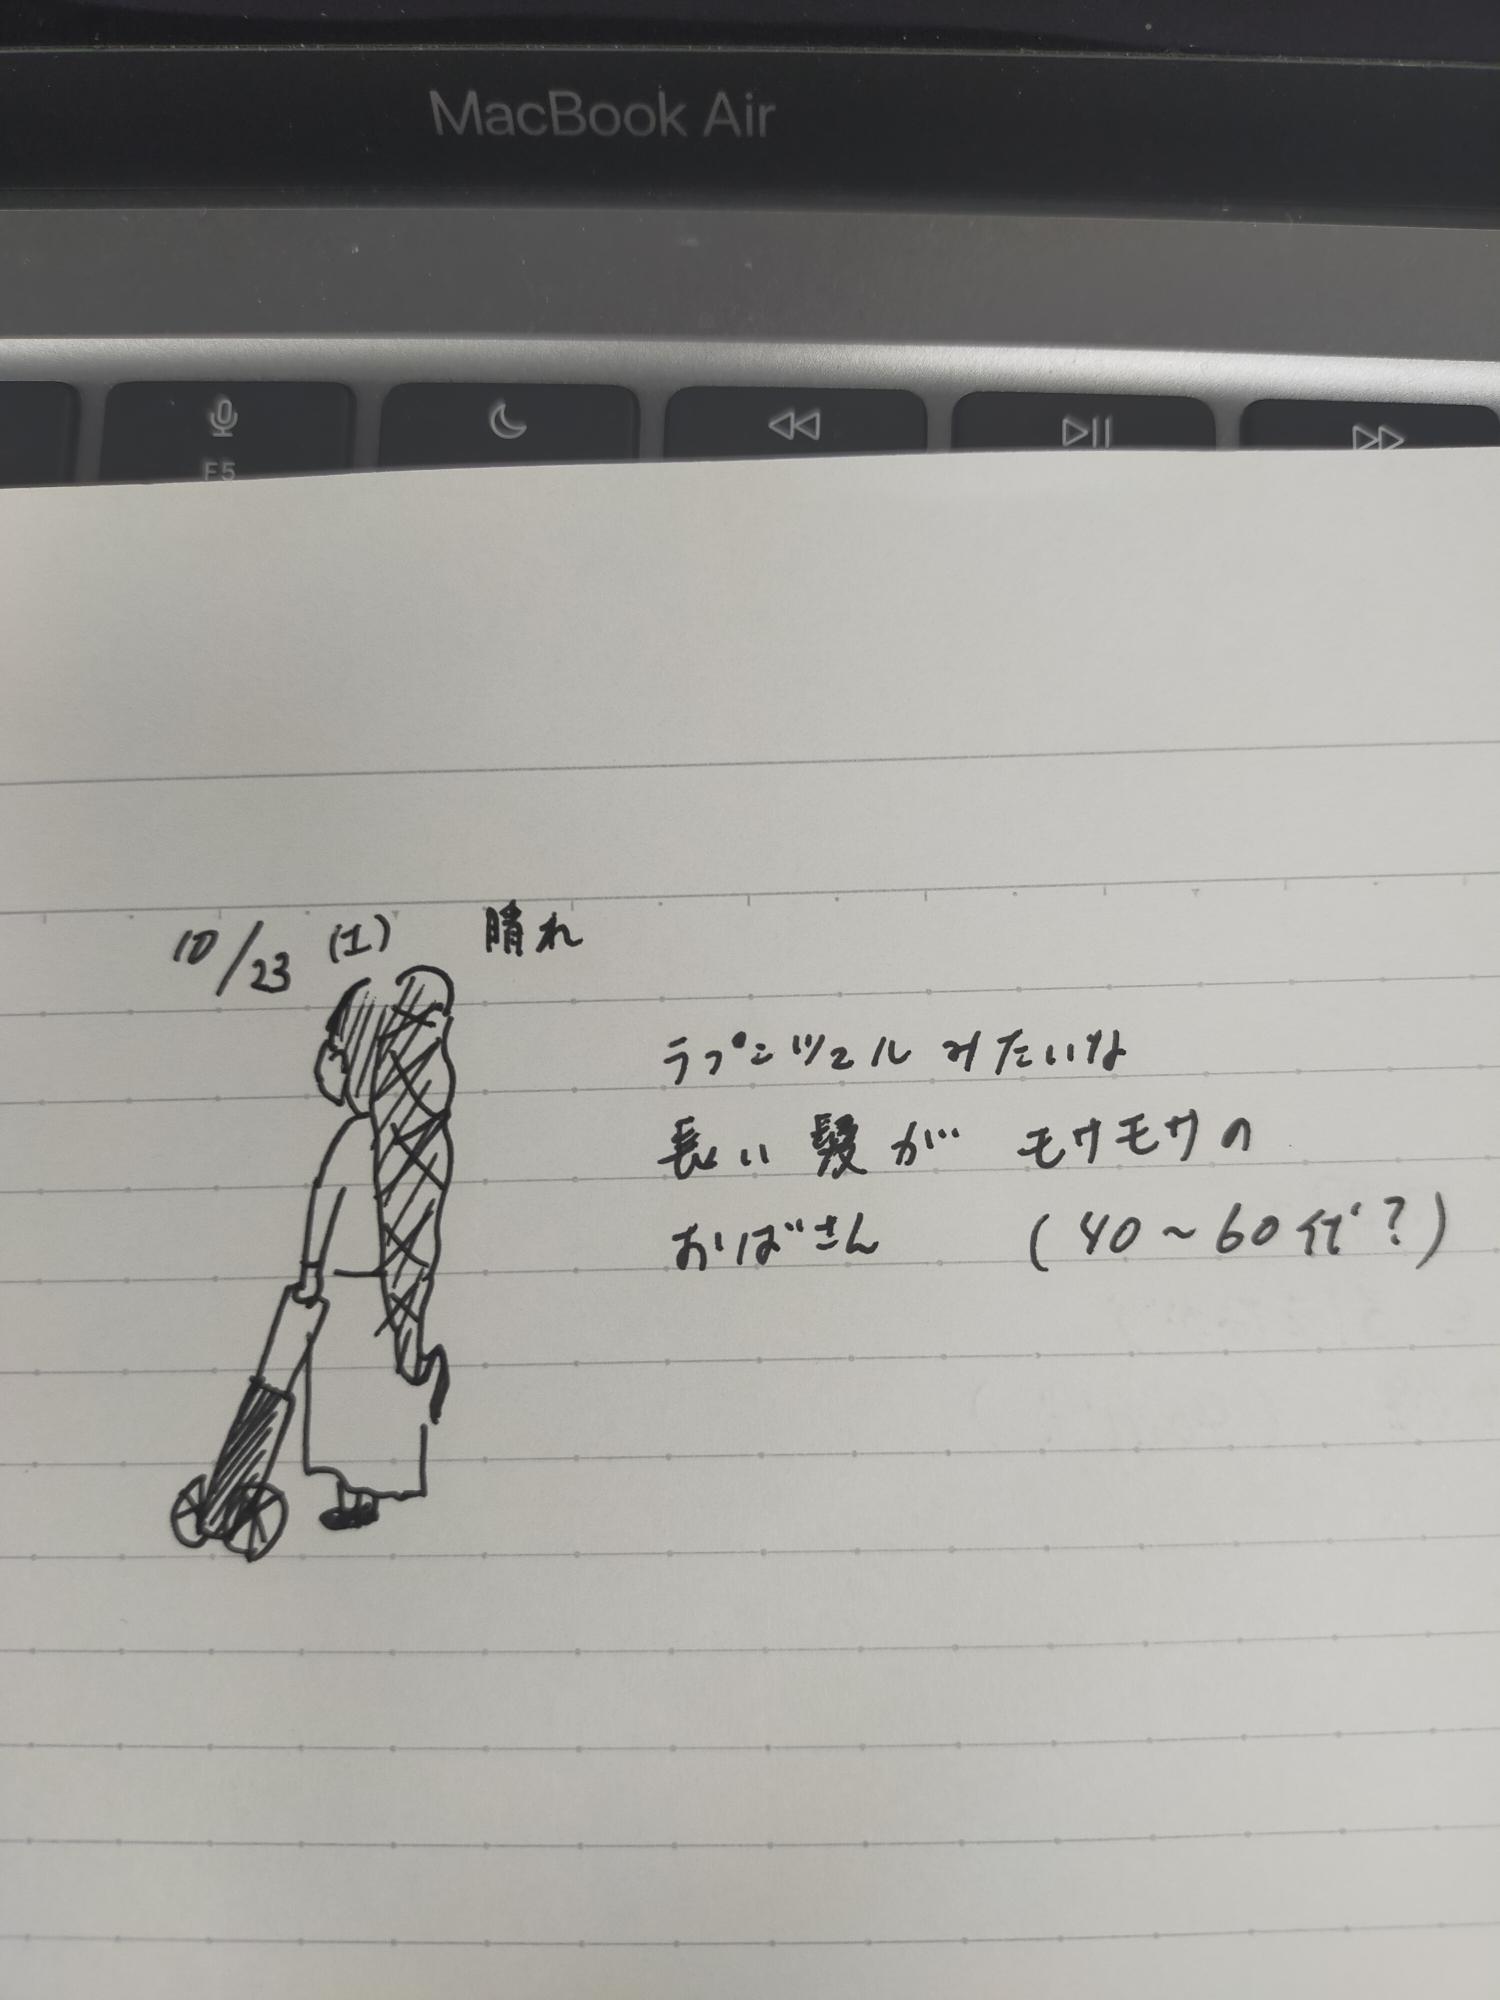 MacBook Air
F5
10/23 (1) 晴れ
ラプンツェルみたいな
長い髪が モサモサの
おばさん (40~60代?)